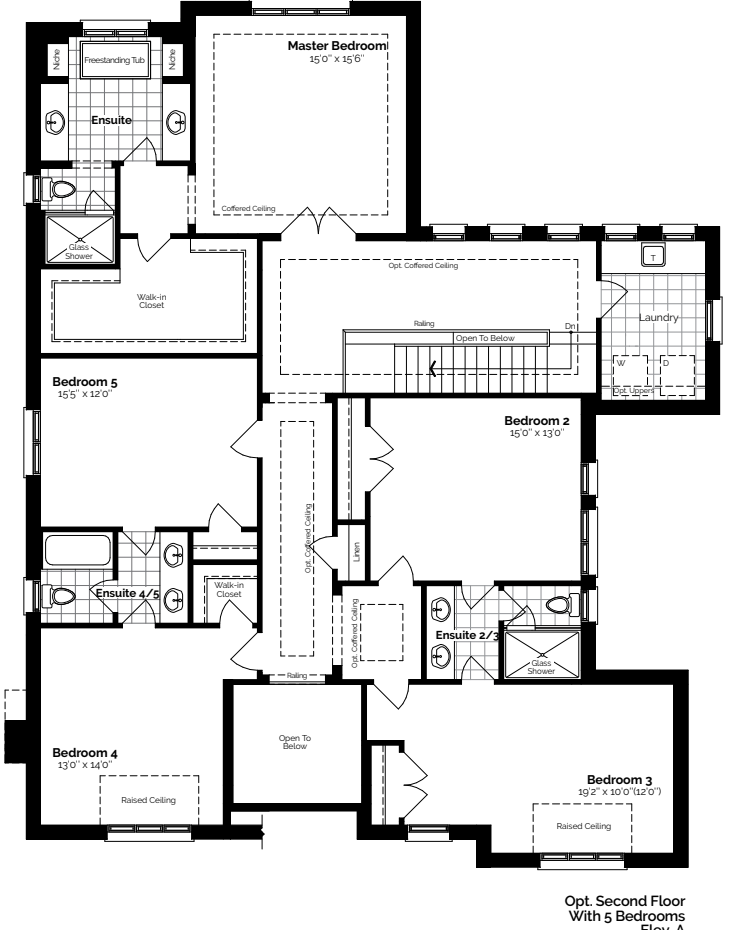 Master Bedroom
15'0" x 15'6"
Niche
Freestanding Tub
Niche
Ensuite
Coffered Ceiling
Glass
Shower
Walk-in
Closet
Opt. Coffered Ceiling
T
Laundry
W
D
Opt. Uppers
Railing
Open To Below
Dn
Bedroom 5
15'5" x 12'0"
Bedroom 2
15'0" x 13'0"
Opt. Coffered Ceiling
Linen
Ensuite 4/5
Walk-in
Closet
Opt. Coffered Ceiling
Ensuite 2/3
Glass
Shower
Railing
Open To
Below
Bedroom 4
13'0" x 14'0"
Raised Ceiling
Bedroom 3
19'2" x 10'0"(12'0")
Raised Ceiling
Opt. Second Floor
With 5 Bedrooms
Elev. A